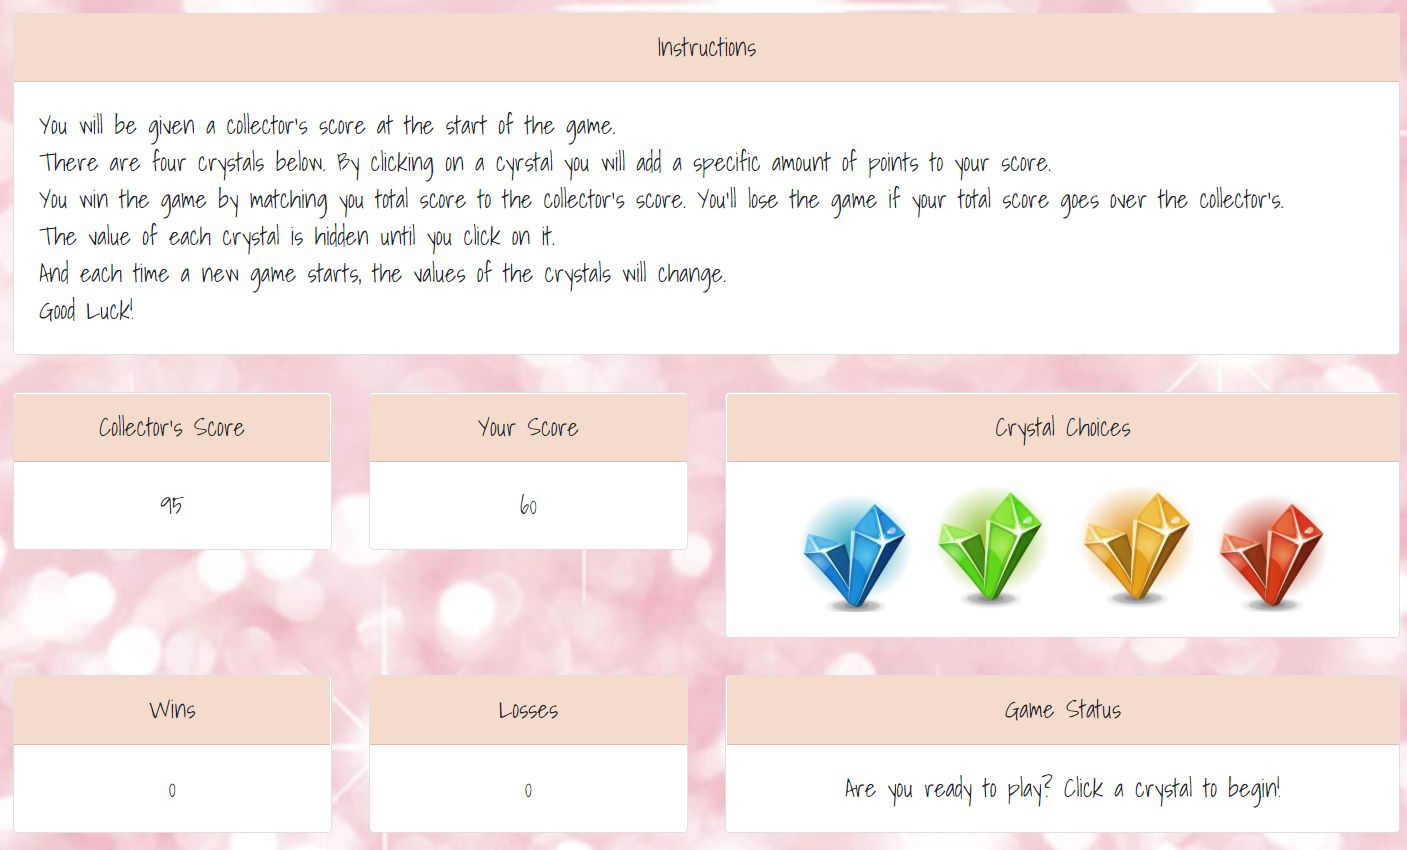 Instructions
You will be given a collector's score at the start of the game.
There are four crystals below. By clicking on a cyrstal you will add a specific amount of points to your score.
You win the game by matching you total score to the collector's score. You'll lose the game if your total score goes over the collector's.
The value of each crystal is hidden until you click on it.
And each time a new game starts, the values of the crystals will change.
Good Luck!
Collector's Score
95
Your Score
60
Crystal Choices
Wins
0
Losses
0
Game Status
Are you ready to play? Click a crystal to begin!